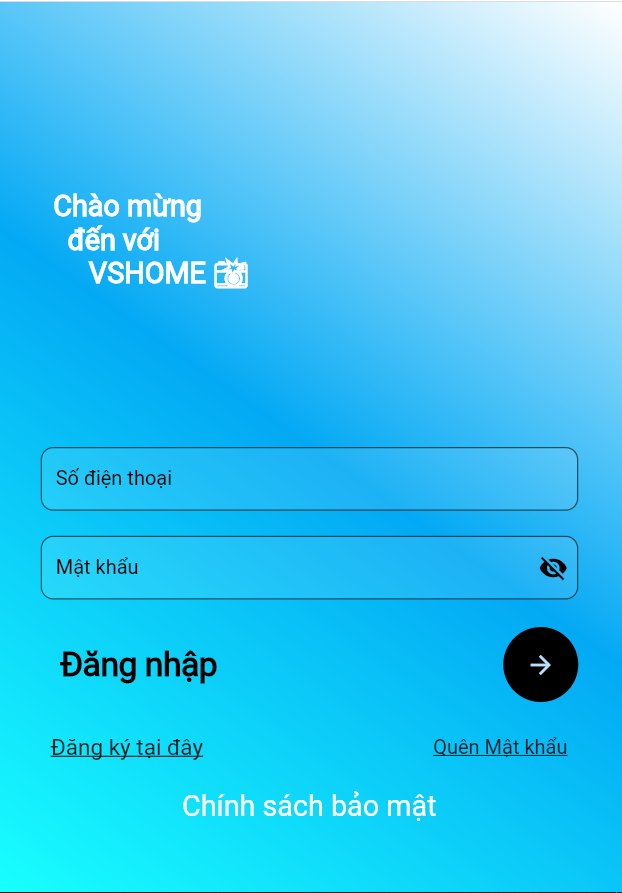 Chào mừng
đến với
VSHOME 📸
Số điện thoại
Mật khẩu
Đăng nhập
Đăng ký tại đây
Quên Mật khẩu
Chính sách bảo mật